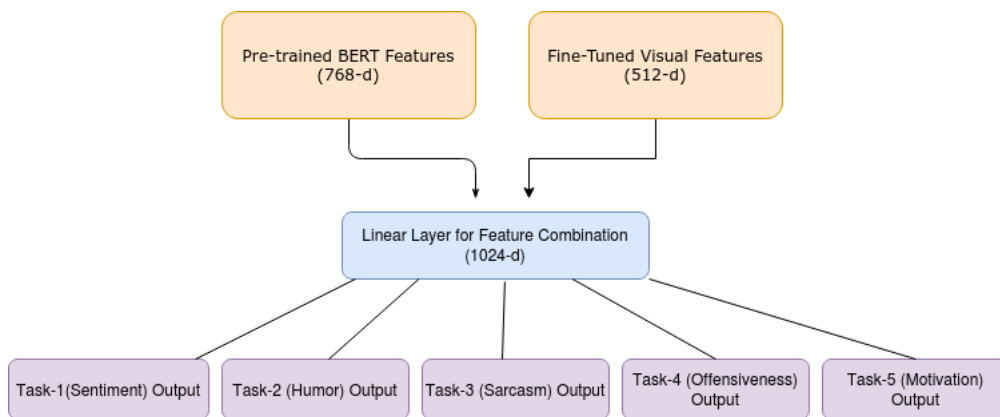 Pre-trained BERT Features
(768-d)
Fine-Tuned Visual Features
(512-d)
Linear Layer for Feature Combination
(1024-d)
Task-1(Sentiment) Output
Task-2 (Humor) Output
Task-3 (Sarcasm) Output
Task-4 (Offensiveness)
Output
Task-5 (Motivation)
Output